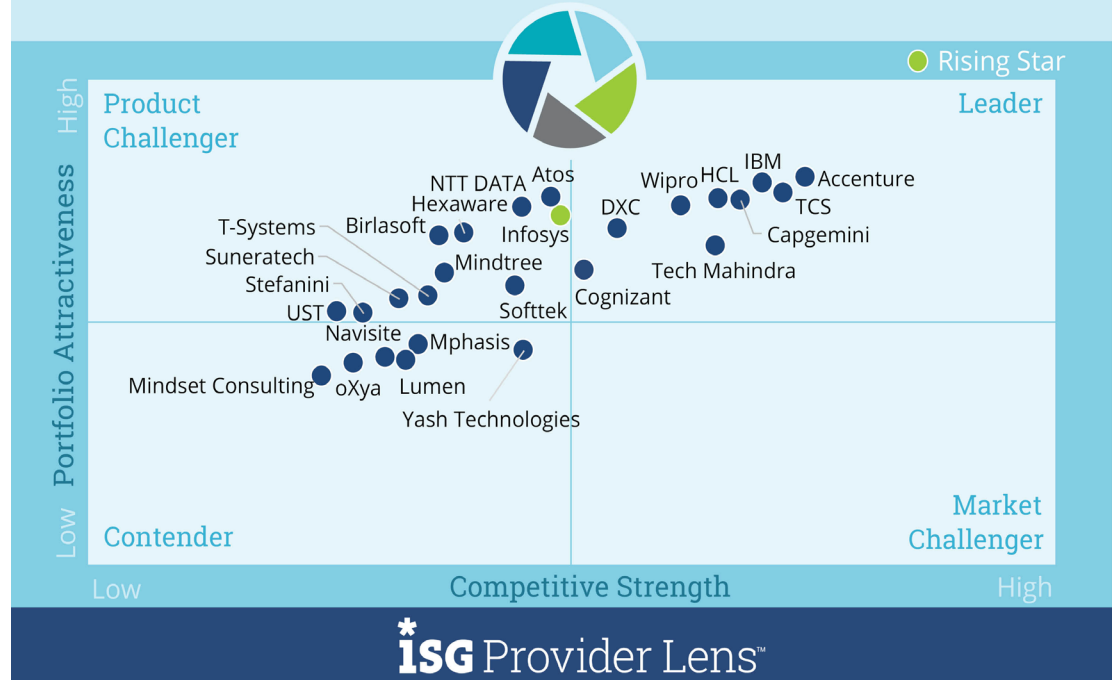 Rising Star
High
Product
Challenger
Leader
Atos
NTT DATA
Hexaware
Birlasoft
T-Systems
Suneratech
Stefanini
UST
Infosys
Mindtree
Softtek
IBM
HCL
Wipro
Accenture
TCS
DXC
Capgemini
Tech Mahindra
Cognizant
Portfolio Attractiveness
Navisite
Mphasis
Mindset Consulting
oXya
Lumen
Yash Technologies
Low
Contender
Market
Challenger
Low
Competitive Strength
High
*ISG Provider Lens™